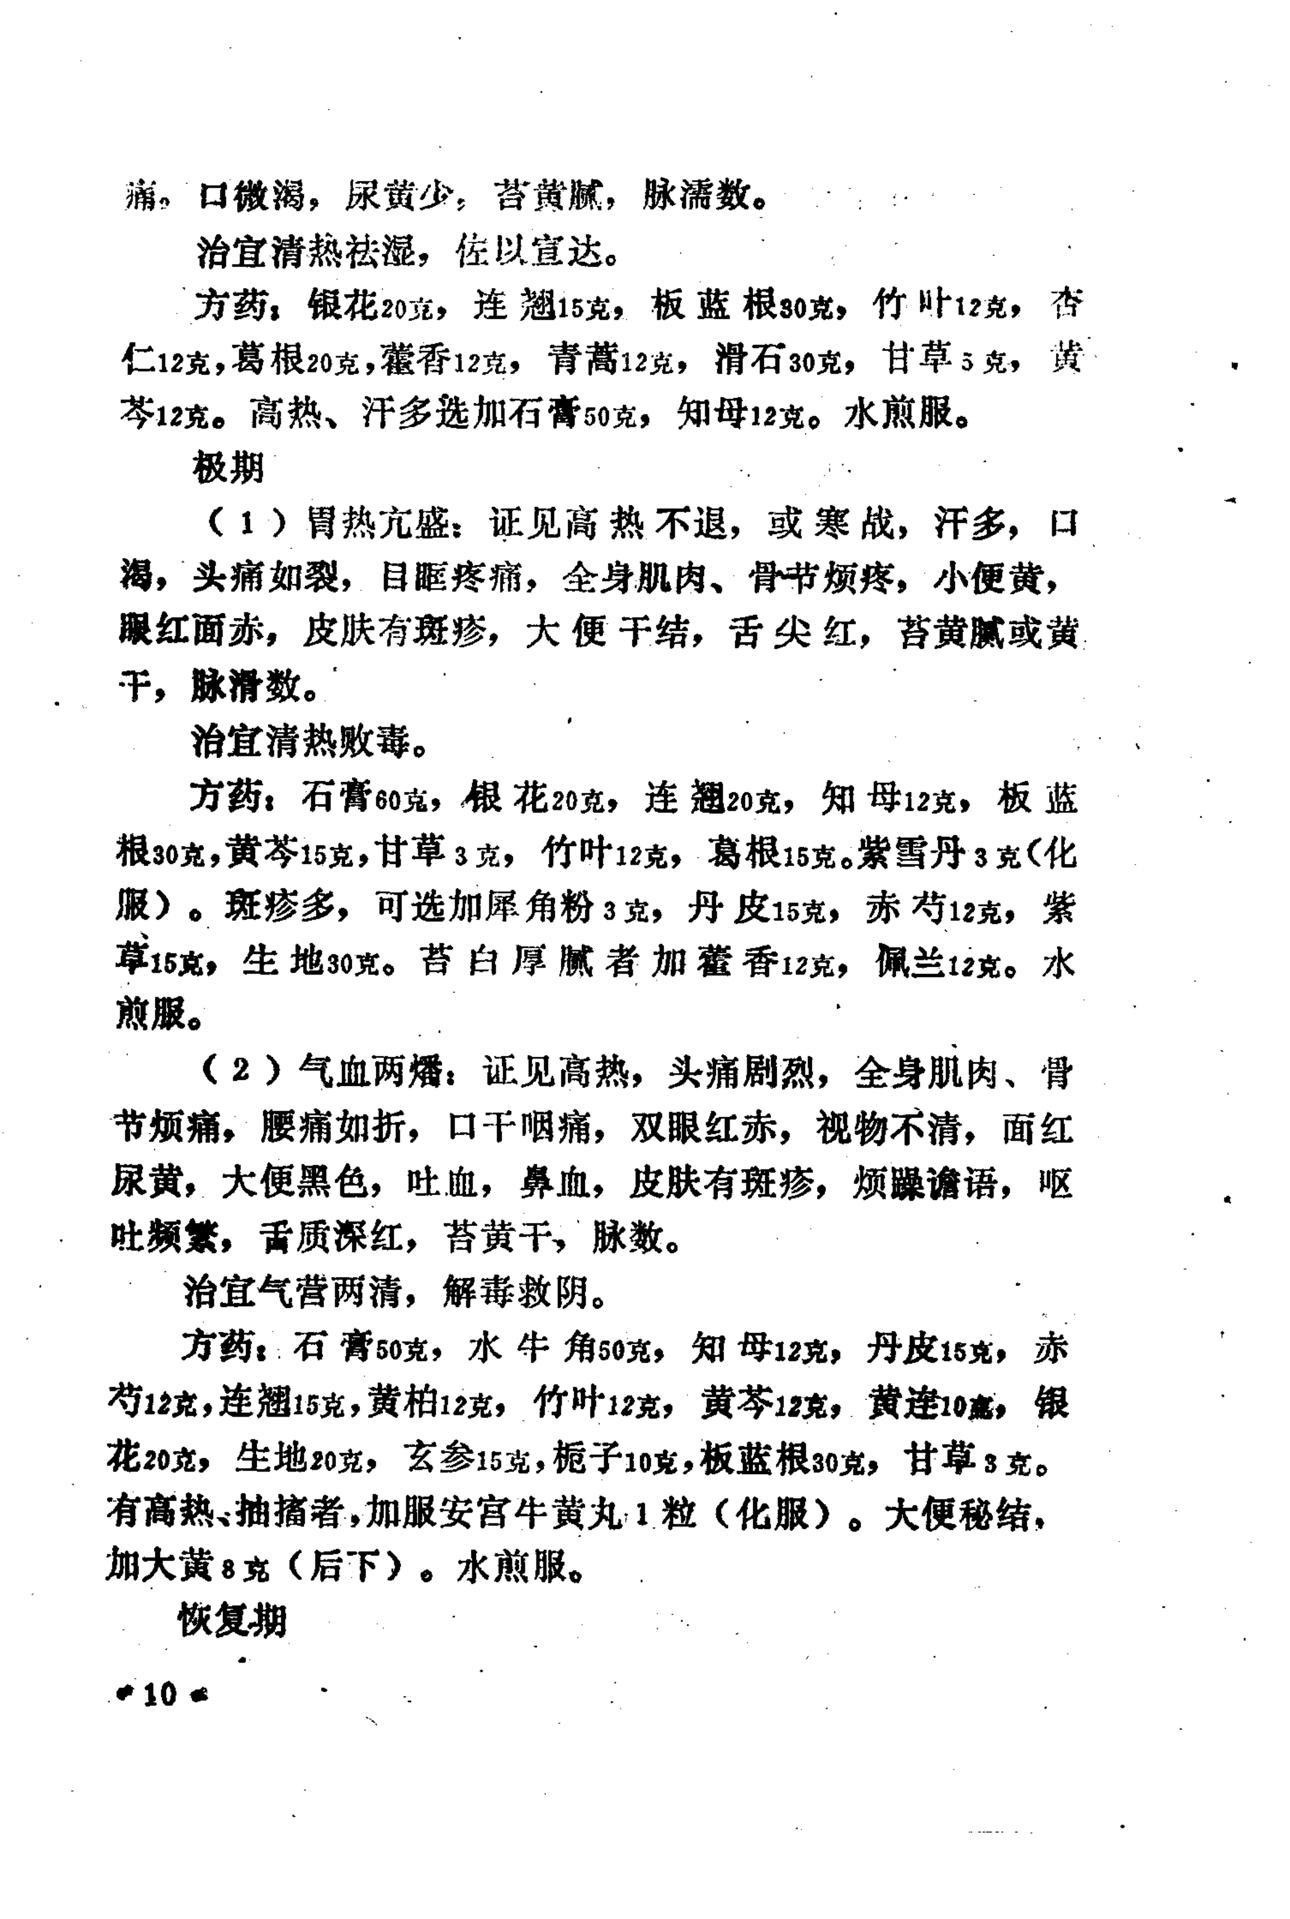 痛。口微渴，尿黄少；苔黄腻，脉濡数。
治宜清热祛湿，佐以宣达。
方药：银花20克，连翘15克，板蓝根30克，竹叶12克，杏
仁12克，葛根20克，藿香12克，青蒿12克，滑石30克，甘草5克，黄
芩12克。高热、汗多选加石膏50克，知母12克。水煎服。
极期
（1）胃热亢盛：证见高热不退，或寒战，汗多，口
渴，头痛如裂，目眶疼痛，全身肌肉、骨节烦疼，小便黄，
眼红面赤，皮肤有斑疹，大便干结，舌尖红，苔黄腻或黄
干，脉滑数。
治宜清热败毒。
方药：石膏60克，银花20克，连翘20克，知母12克，板蓝
根30克，黄芩15克，甘草3克，竹叶12克，葛根15克。紫雪丹3克（化
服）。斑疹多，可选加犀角粉3克，丹皮15克，赤芍12克，紫
草15克，生地30克。苔白厚腻者加藿香12克，佩兰12克。水
煎服。
（2）气血两燔：证见高热，头痛剧烈，全身肌肉、骨
节烦痛，腰痛如折，口干咽痛，双眼红赤，视物不清，面红
尿黄，大便黑色，吐血，鼻血，皮肤有斑疹，烦躁谵语，呕
吐频繁，舌质深红，苔黄干，脉数。
治宜气营两清，解毒救阴。
方药：石膏50克，水牛角50克，知母12克，丹皮15克，赤
芍12克，连翘15克，黄柏12克，竹叶12克，黄芩12克，黄连10克，银
花20克，生地20克，玄参15克，栀子10克，板蓝根30克，甘草3克。
有高热、抽搐者，加服安宫牛黄丸1粒（化服）。大便秘结，
加大黄8克（后下）。水煎服。
恢复期
•10•